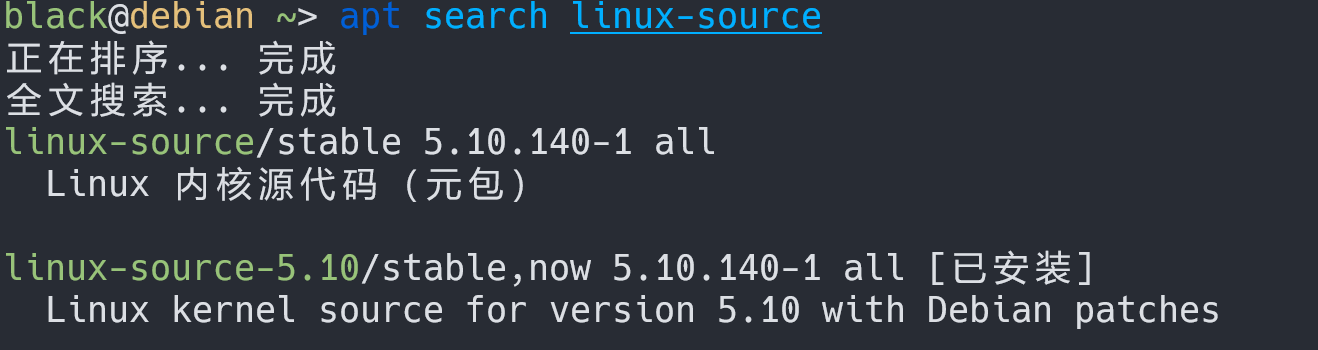 black@debian ~> apt search linux-source
正在排序... 完成
全文搜索... 完成
linux-source/stable 5.10.140-1 all
  Linux 内核源代码（元包）
linux-source-5.10/stable,now 5.10.140-1 all [已安装]
  Linux kernel source for version 5.10 with Debian patches